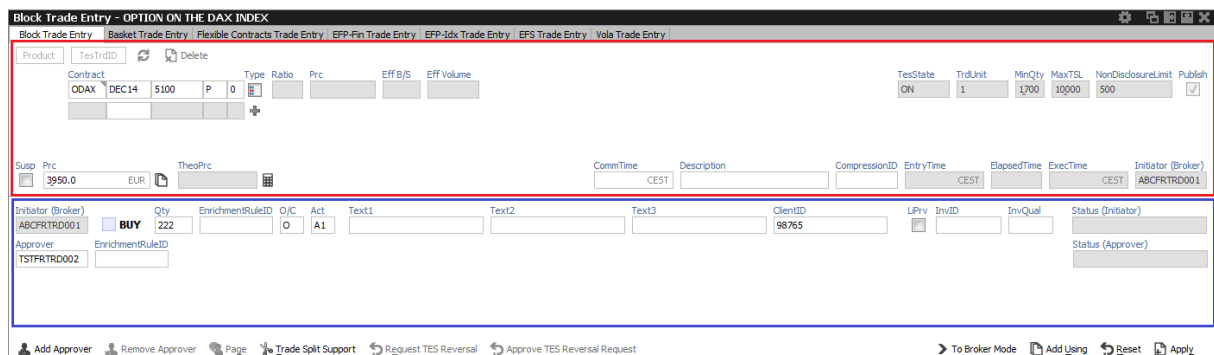 Block Trade Entry - OPTION ON THE DAX INDEX
Block Trade Entry Basket Trade Entry Flexible Contracts Trade Entry EFP-Fin Trade Entry EFP-Idx Trade Entry EFS Trade Entry Vola Trade Entry
Product TesTrdID Delete
Contract Type Ratio Prc Eff B/S Eff Volume TesState TrdUnit MinQty MaxTSL NonDisclosureLimit Publish
ODAX DEC14 5100 P 0 ON 1 1700 10000 500
Susp Prc TheoPrc CommTime Description CompressionID EntryTime ElapsedTime ExecTime Initiator (Broker)
3950.0 EUR CEST CEST CEST ABCFRTRD001
Initiator (Broker) Qty EnrichmentRuleID O/C Act Text1 Text2 Text3 ClientID LiPrv InvID InvQual Status (Initiator)
ABCFRTRD001 BUY 222 O A1 98765
Approver EnrichmentRuleID Status (Approver)
TSTFRTRD002
Add Approver Remove Approver Page Trade Split Support Request TES Reversal Approve TES Reversal Request To Broker Mode Add Using Reset Apply